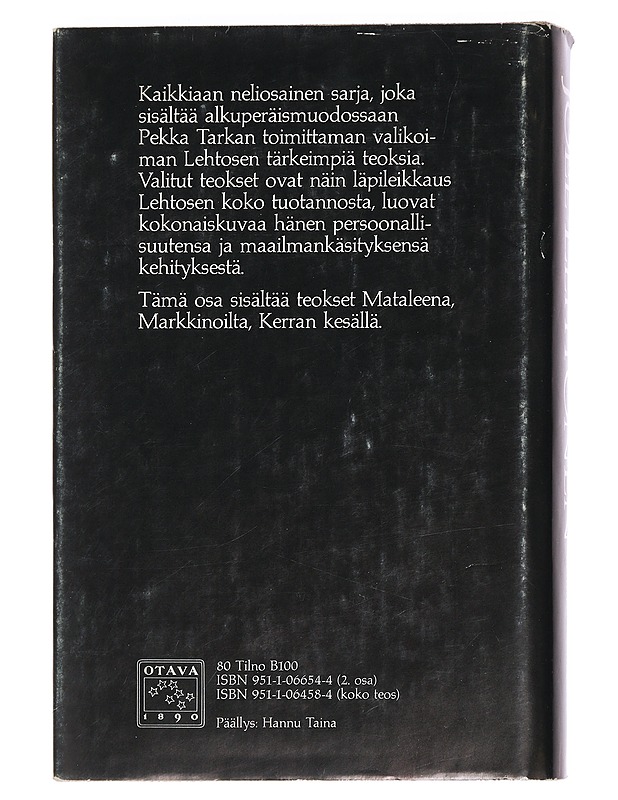 Kaikkiaan neliosainen sarja, joka
sisältää alkuperäismuodossaan
Pekka Tarkan toimittaman valikoi-
man Lehtosen tärkeimpiä teoksia.
Valitut teokset ovat näin läpileikkaus
Lehtosen koko tuotannosta, luovat
kokonaiskuvaa hänen persoonalli-
suutensa ja maailmankäsityksensä
kehityksestä.
Tämä osa sisältää teokset Mataleena,
Markkinoilta, Kerran kesällä.
OTAVA
1890
80 Tilno B100
ISBN 951-1-06654-4 (2. osa)
ISBN 951-1-06458-4 (koko teos)
Päällys: Hannu Taina